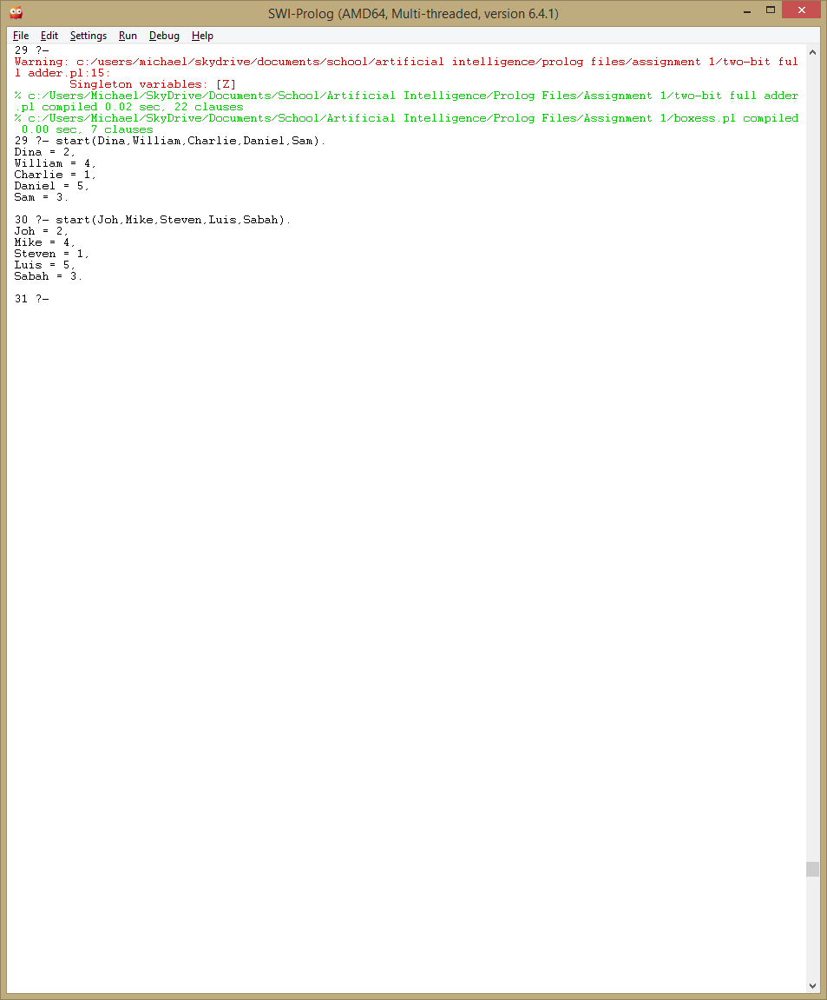 SWI-Prolog (AMD64, Multi-threaded, version 6.4.1)
File Edit Settings Run Debug Help
29 ?-
Warning: c:/users/michael/skydrive/documents/school/artificial intelligence/prolog files/assignment 1/two-bit ful
l adder.pl:15:
Singleton variables: [Z]
% c:/Users/Michael/SkyDrive/Documents/School/Artificial Intelligence/Prolog Files/Assignment 1/two-bit full adder
.pl compiled 0.02 sec, 22 clauses
% c:/Users/Michael/SkyDrive/Documents/School/Artificial Intelligence/Prolog Files/Assignment 1/boxess.pl compiled
0.00 sec, 7 clauses
29 ?- start(Dina,William,Charlie,Daniel,Sam).
Dina = 2,
William = 4,
Charlie = 1,
Daniel = 5,
Sam = 3.
30 ?- start(Joh,Mike,Steven,Luis,Sabah).
Joh = 2,
Mike = 4,
Steven = 1,
Luis = 5,
Sabah = 3.
31 ?-